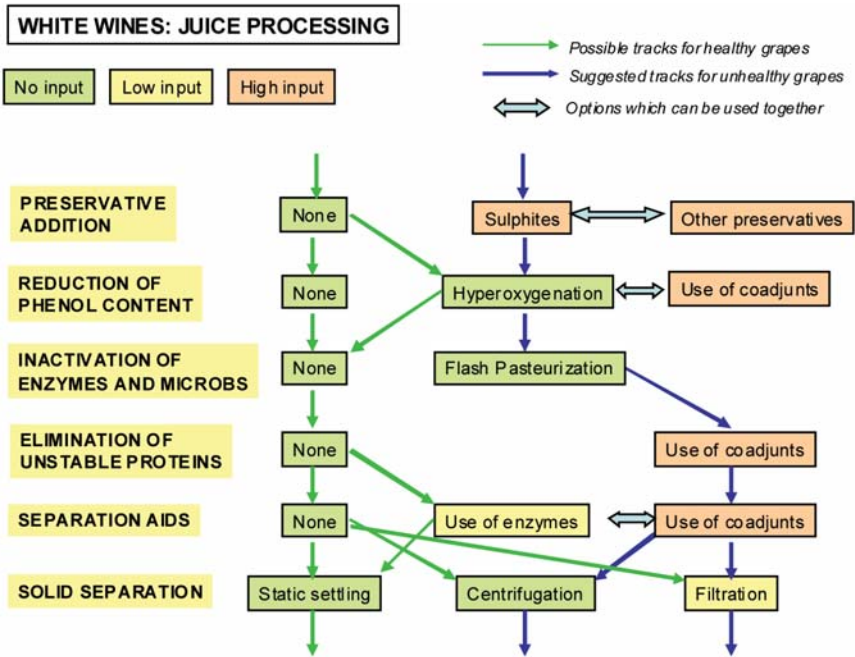 WHITE WINES: JUICE PROCESSING
Possible tracks for healthy grapes
Suggested tracks for unhealthy grapes
Options which can be used together
No input
Low input
High input
PRESERVATIVE
ADDITION
None
Sulphites
Other preservatives
REDUCTION OF
PHENOL CONTENT
None
Hyperoxygenation
Use of coadjunts
INACTIVATION OF
ENZYMES AND MICROBS
None
Flash Pasteurization
ELIMINATION OF
UNSTABLE PROTEINS
None
Use of coadjunts
SEPARATION AIDS
None
Use of enzymes
Use of coadjunts
SOLID SEPARATION
Static settling
Centrifugation
Filtration